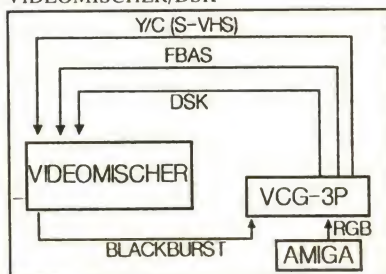 VIDEOMISCHER/DSK
Y/C (S-VHS)
FBAS
DSK
VIDEOMISCHER
VCG-3P
BLACKBURST
RGB
AMIGA